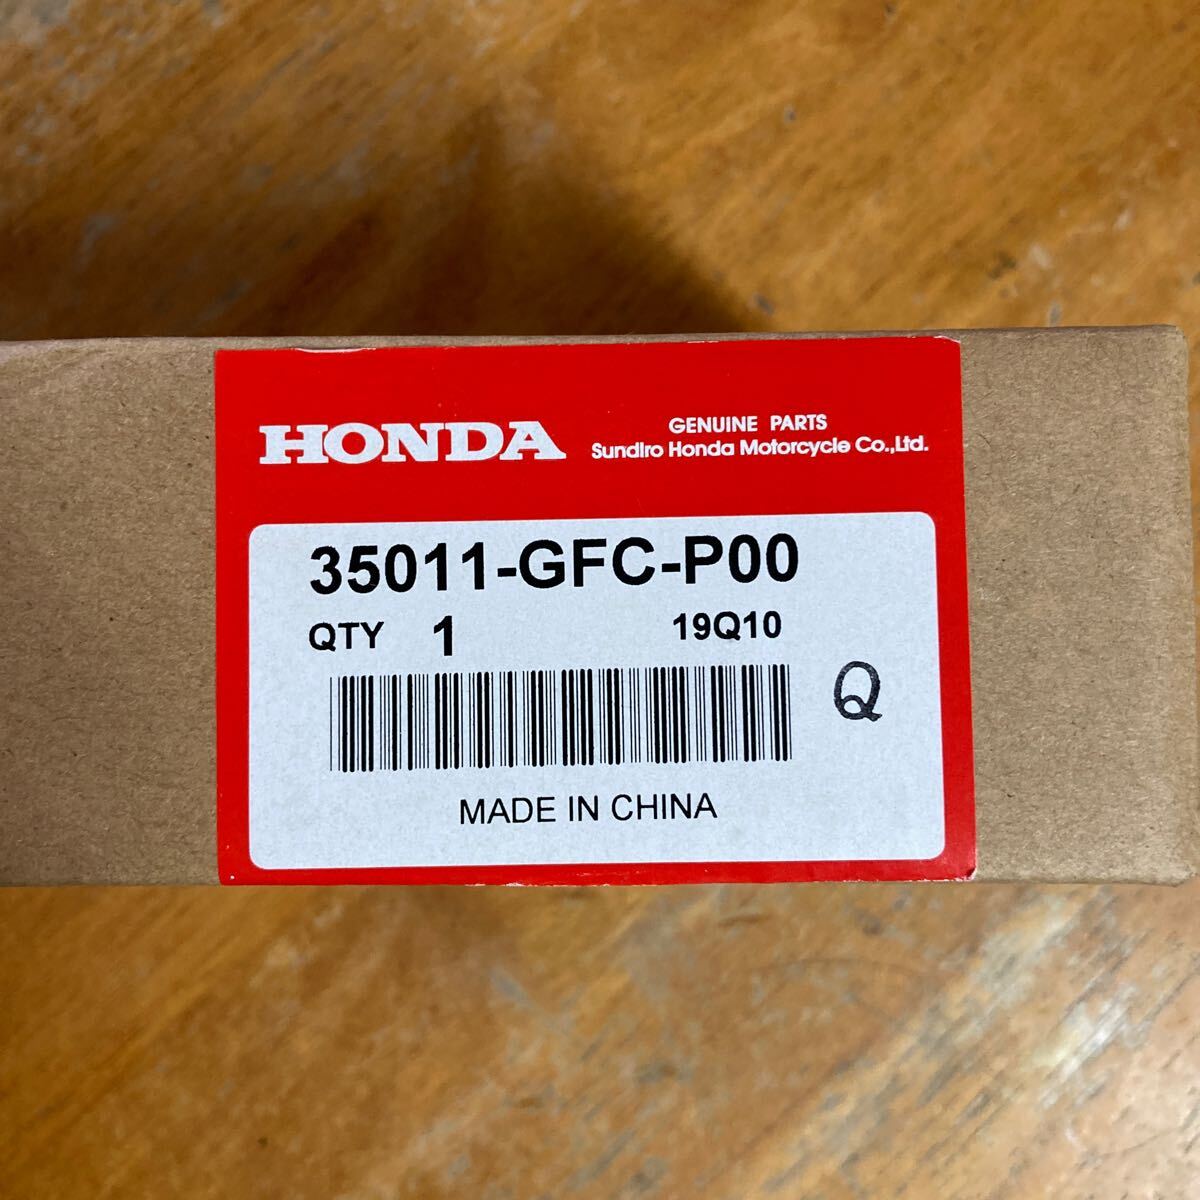 HONDA
GENUINE PARTS
Sundiro Honda Motorcycle Co.,Ltd.
35011-GFC-P00
QTY 1 19Q10
Q
MADE IN CHINA